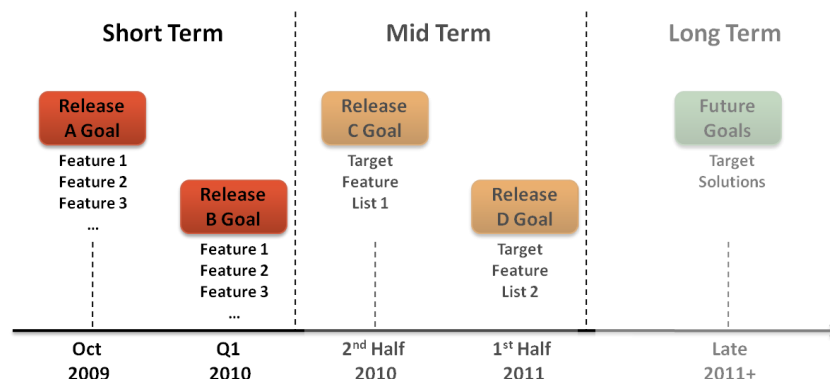 Short Term
Mid Term
Long Term
Release
A Goal
Feature 1
Feature 2
Feature 3
...
Release
B Goal
Feature 1
Feature 2
Feature 3
...
Release
C Goal
Target
Feature
List 1
Release
D Goal
Target
Feature
List 2
Future
Goals
Target
Solutions
Oct
2009
Q1
2010
2nd Half
2010
1st Half
2011
Late
2011+